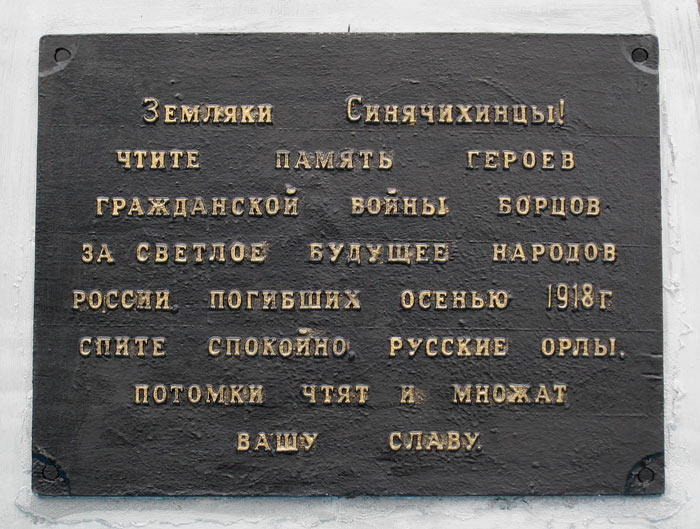 Земляки Синячихинцы!
чтите память героев
гражданской войны борцов
за светлое будущее народов
России, погибших осенью 1918г
спите спокойно, русские орлы.
потомки чтят и множат
вашу славу.